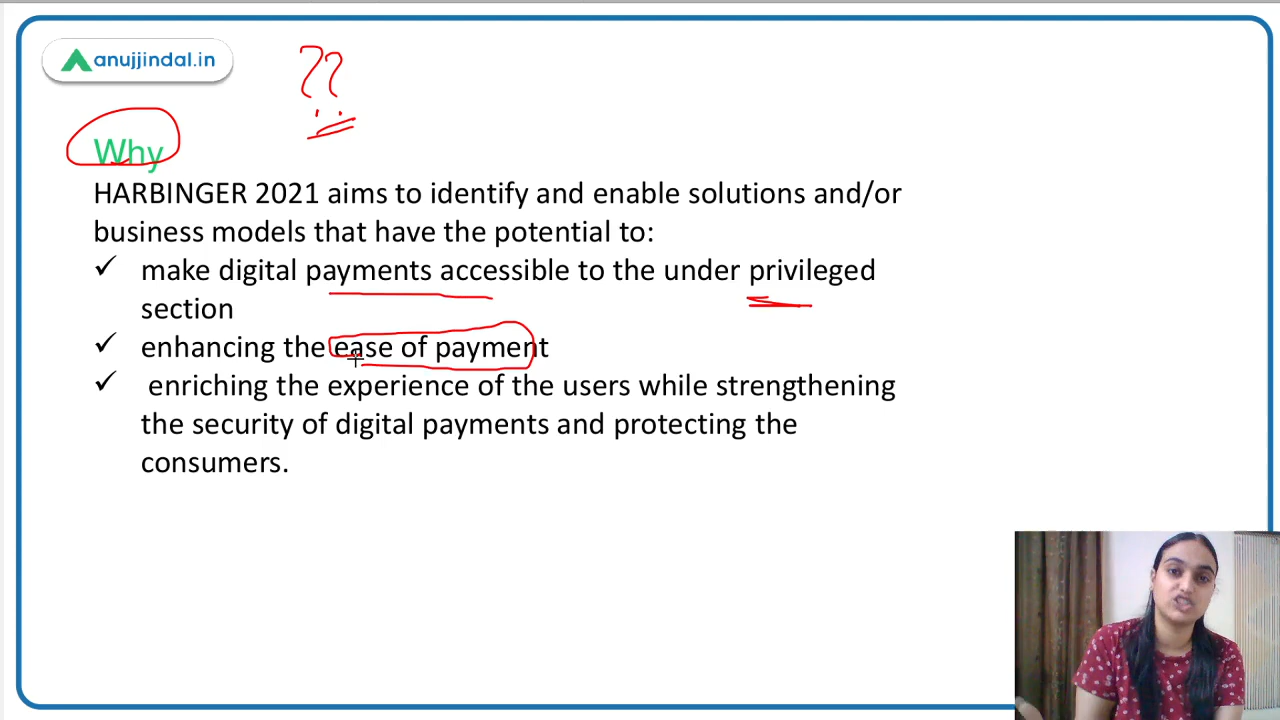 anujjindal.in
??
Why
HARBINGER 2021 aims to identify and enable solutions and/or
business models that have the potential to:
✓ make digital payments accessible to the under privileged
section
✓ enhancing the ease of payment
✓ enriching the experience of the users while strengthening
the security of digital payments and protecting the
consumers.